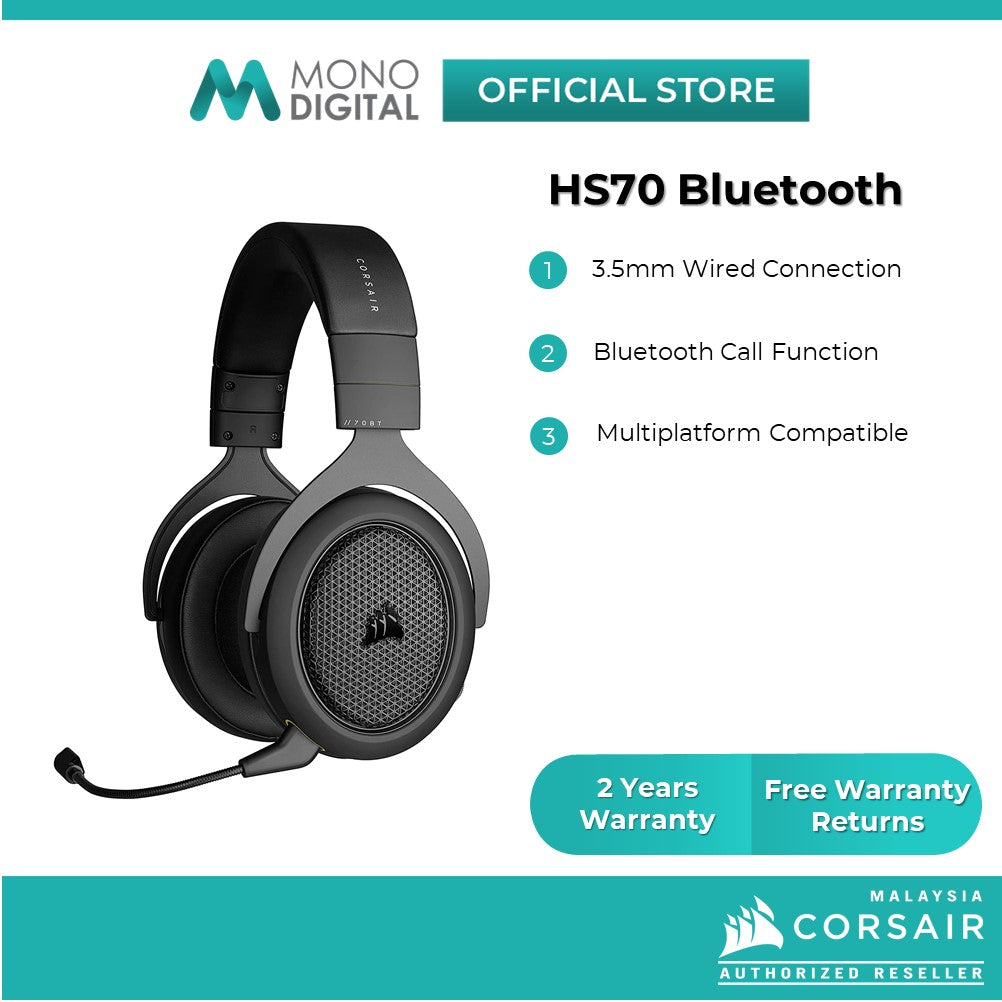 MONO
DIGITAL
OFFICIAL STORE
HS70 Bluetooth
1 3.5mm Wired Connection
2 Bluetooth Call Function
3 Multiplatform Compatible
CORSAIR
//70BT
R
2 Years
Warranty
Free Warranty
Returns
MALAYSIA
CORSAIR
AUTHORIZED RESELLER